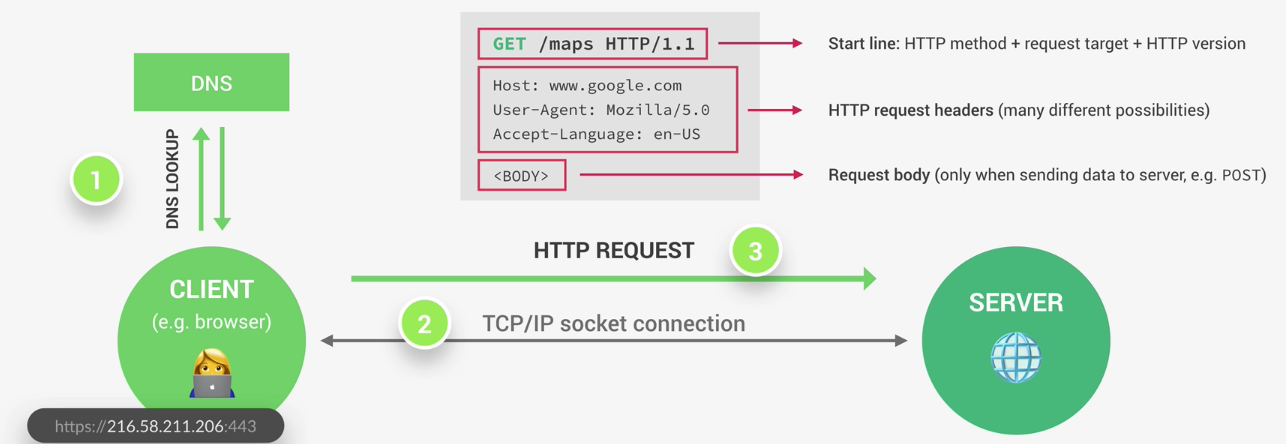 DNS
DNS LOOKUP
1
CLIENT
(e.g. browser)
https://216.58.211.206:443
GET /maps HTTP/1.1
Start line: HTTP method + request target + HTTP version
Host: www.google.com
User-Agent: Mozilla/5.0
Accept-Language: en-US
HTTP request headers (many different possibilities)
<BODY>
Request body (only when sending data to server, e.g. POST)
HTTP REQUEST
3
2
TCP/IP socket connection
SERVER